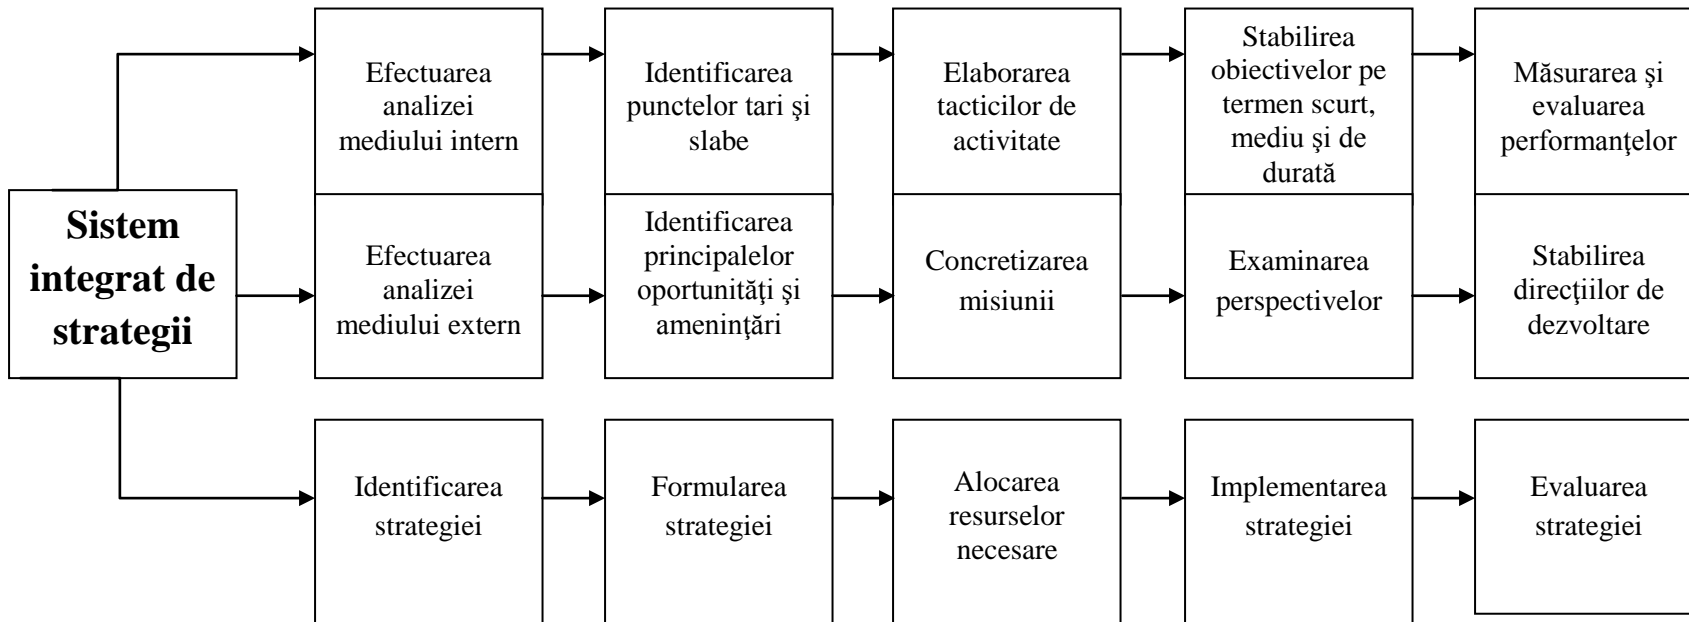 Sistem
integrat de
strategii
Efectuarea
analizei
mediului intern
Identificarea
punctelor tari şi
slabe
Elaborarea
tacticilor de
activitate
Stabilirea
obiectivelor pe
termen scurt,
mediu şi de
durată
Măsurarea şi
evaluarea
performanţelor
Efectuarea
analizei
mediului extern
Identificarea
principalelor
oportunităţi şi
ameninţări
Concretizarea
misiunii
Examinarea
perspectivelor
Stabilirea
direcţiilor de
dezvoltare
Identificarea
strategiei
Formularea
strategiei
Alocarea
resurselor
necesare
Implementarea
strategiei
Evaluarea
strategiei